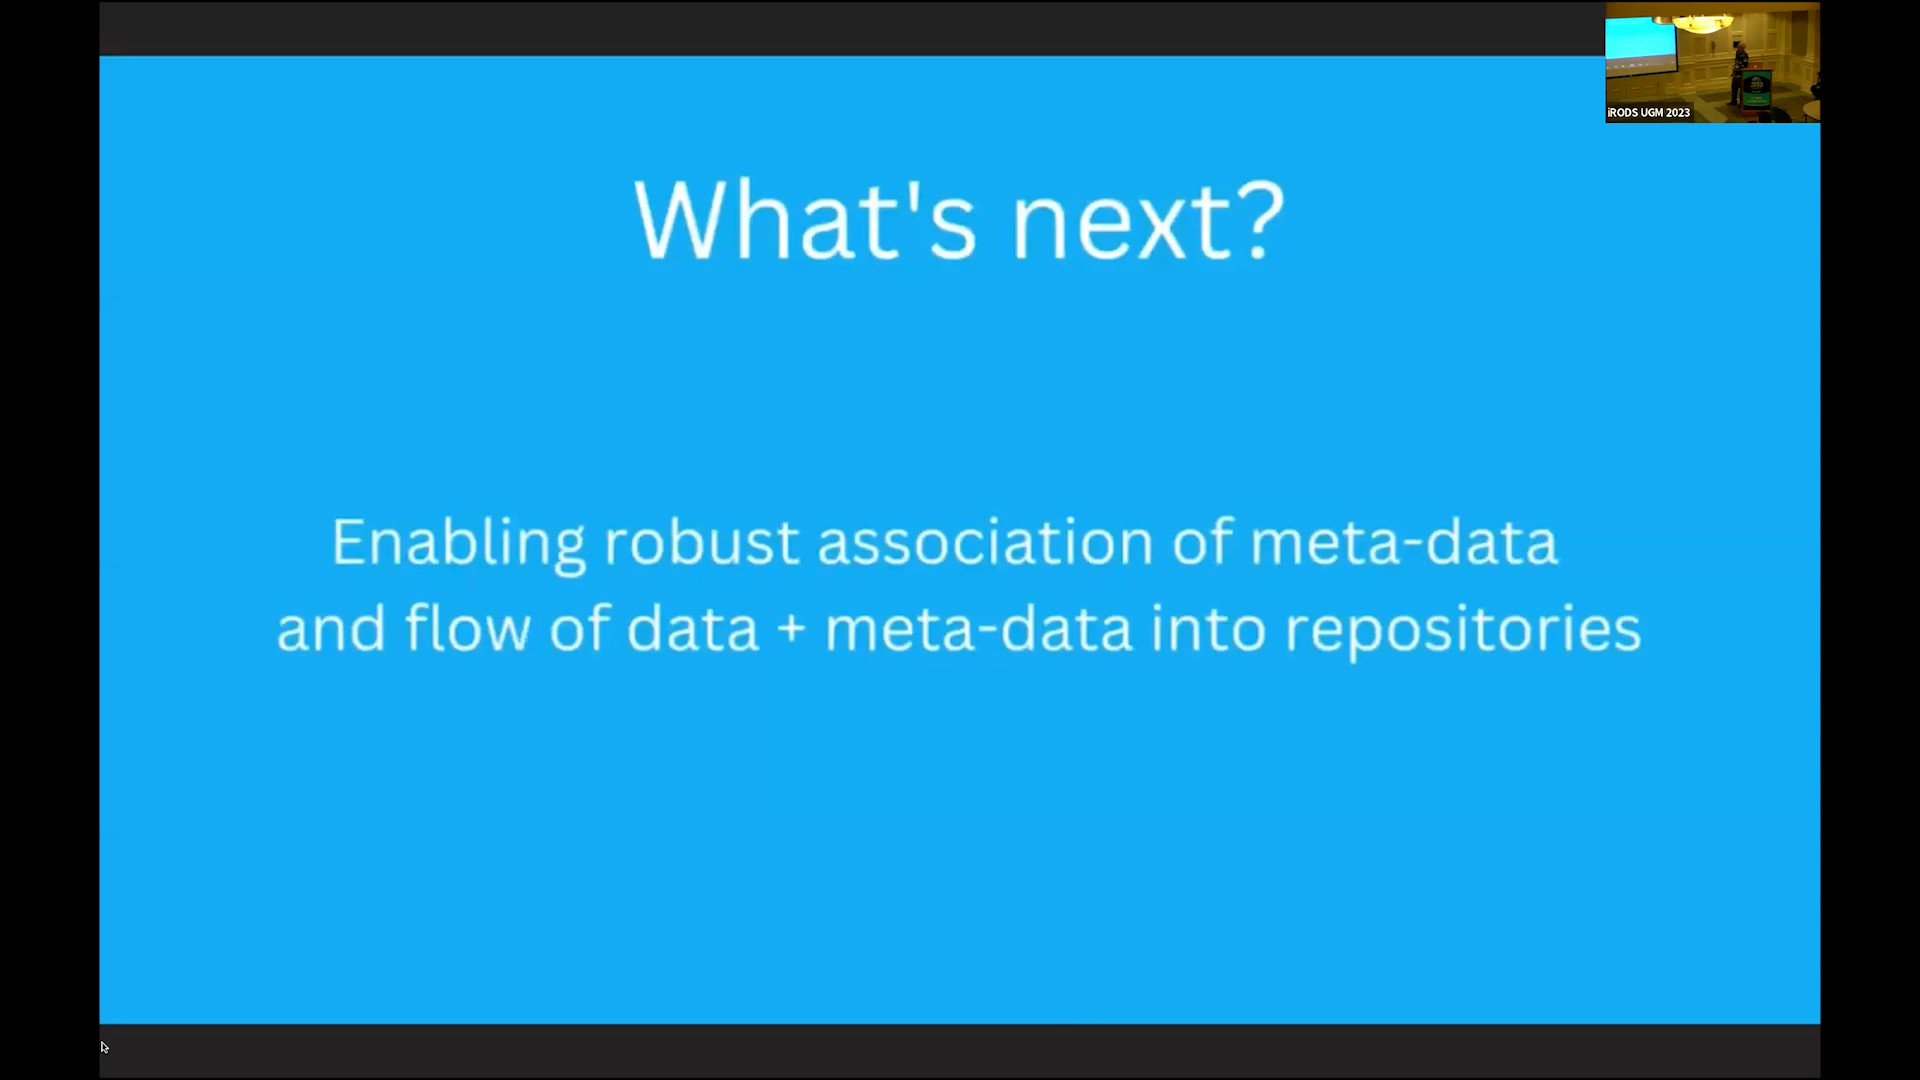 iRODS UGM 2023
What's next?
Enabling robust association of meta-data
and flow of data + meta-data into repositories